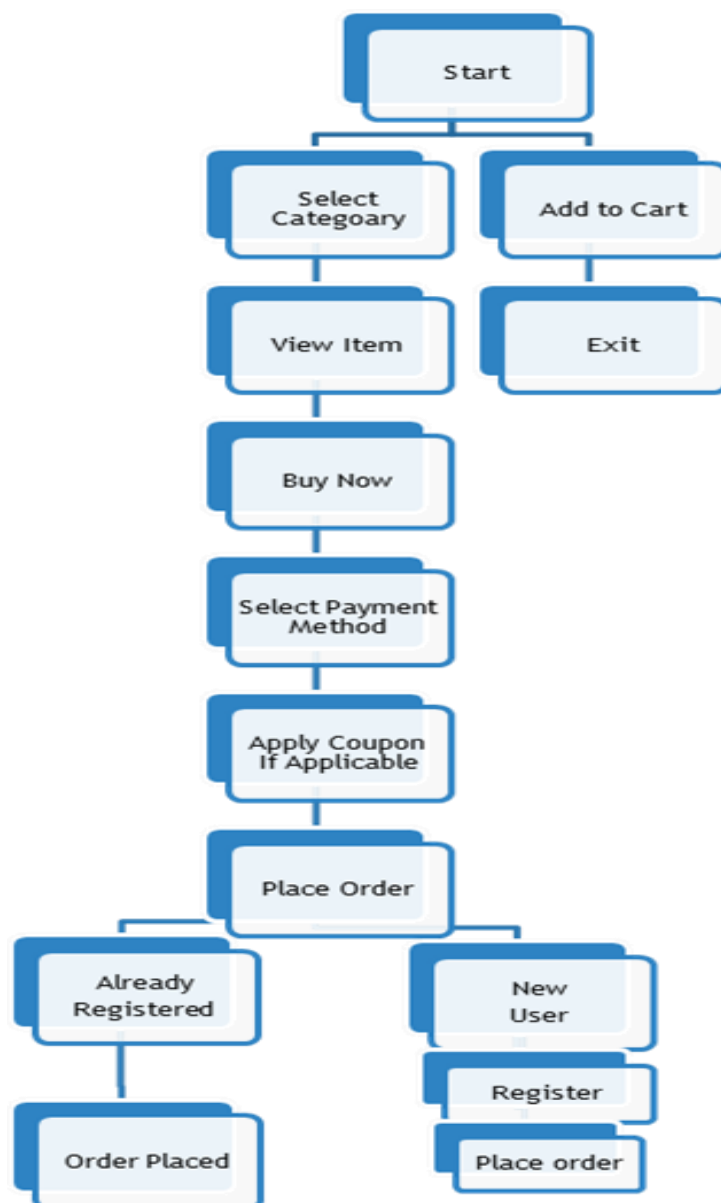 Start
Select
Categoary
Add to Cart
View Item
Exit
Buy Now
Select Payment
Method
Apply Coupon
If Applicable
Place Order
Already
Registered
New
User
Register
Order Placed
Place order